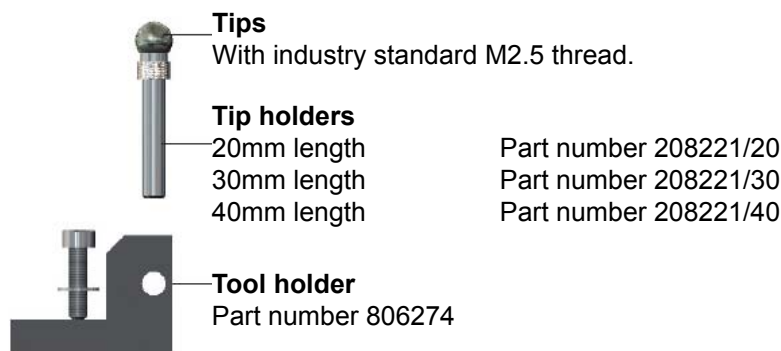 Tips
With industry standard M2.5 thread.
Tip holders
20mm length Part number 208221/20
30mm length Part number 208221/30
40mm length Part number 208221/40
Tool holder
Part number 806274